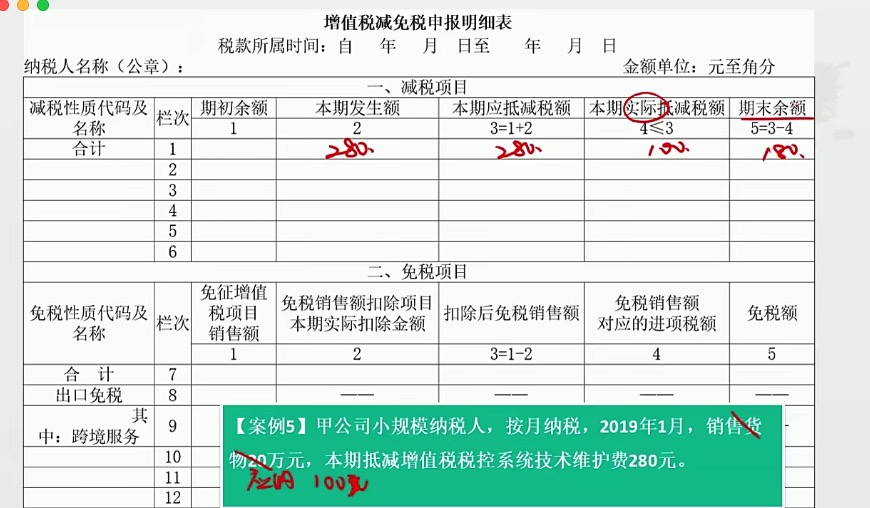 增值税减免税申报明细表
税款所属时间：自 年 月 日至 年 月 日
纳税人名称（公章）： 金额单位：元至角分
一、减税项目
减税性质代码及名称 栏次 期初余额 本期发生额 本期应抵减税额 本期实际抵减税额 期末余额
1 2 3=1+2 4≤3 5=3-4
合计 1 280. 280. 100. 180.
2
3
4
5
6
二、免税项目
免税性质代码及名称 栏次 免征增值税项目销售额 免税销售额扣除项目本期实际扣除金额 扣除后免税销售额 免税销售额对应的进项税额 免税额
1 2 3=1-2 4 5
合 计 7
出口免税 8 —— —— —— ——
其中：跨境服务 9
10
11
12
【案例5】甲公司小规模纳税人，按月纳税，2019年1月，销售货
物20万元，本期抵减增值税税控系统技术维护费280元。
应纳 100元